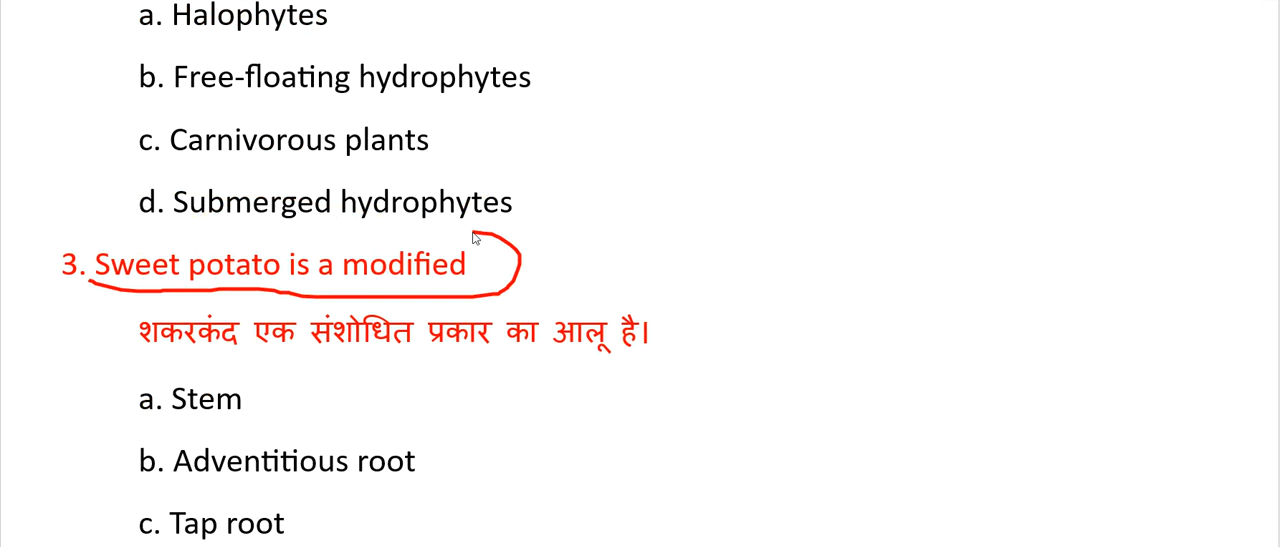 a. Halophytes
b. Free-floating hydrophytes
c. Carnivorous plants
d. Submerged hydrophytes
3. Sweet potato is a modified
शकरकंद एक संशोधित प्रकार का आलू है।
a. Stem
b. Adventitious root
c. Tap root